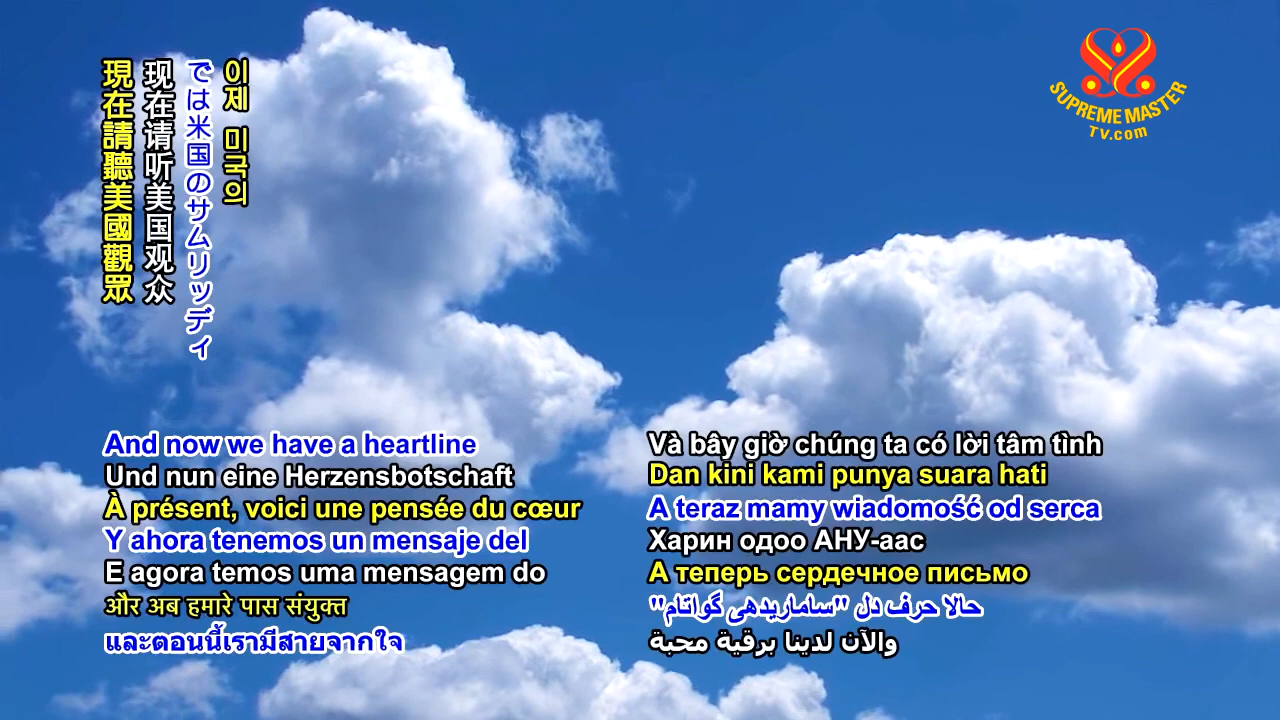 現在請聽美國觀眾
现在请听美国观众
では米国のサムリッディ
이제 미국의
SUPREME MASTER
TV.com
And now we have a heartline
Und nun eine Herzensbotschaft
À présent, voici une pensée du cœur
Y ahora tenemos un mensaje del
E agora temos uma mensagem do
और अब हमारे पास संयुक्त
และตอนนี้เรามีสายจากใจ
Và bây giờ chúng ta có lời tâm tình
Dan kini kami punya suara hati
A teraz mamy wiadomość od serca
Харин одоо АНУ-аас
А теперь сердечное письмо
حالا حرف دل "ساماریدهی گواتام"
والآن لدينا برقية محبة